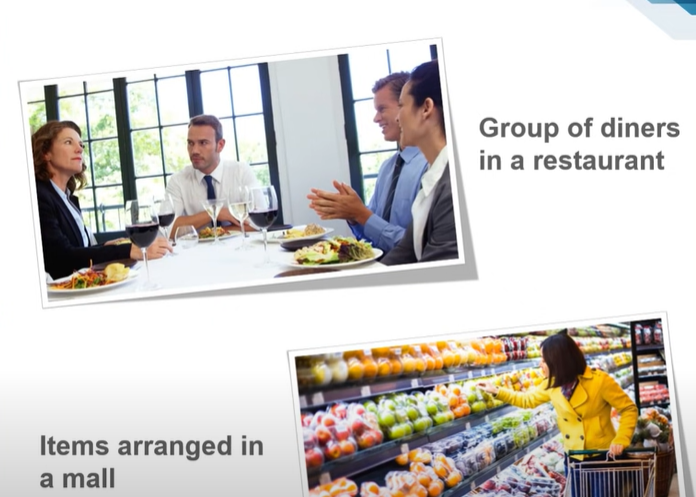 Group of diners
in a restaurant
Items arranged in
a mall